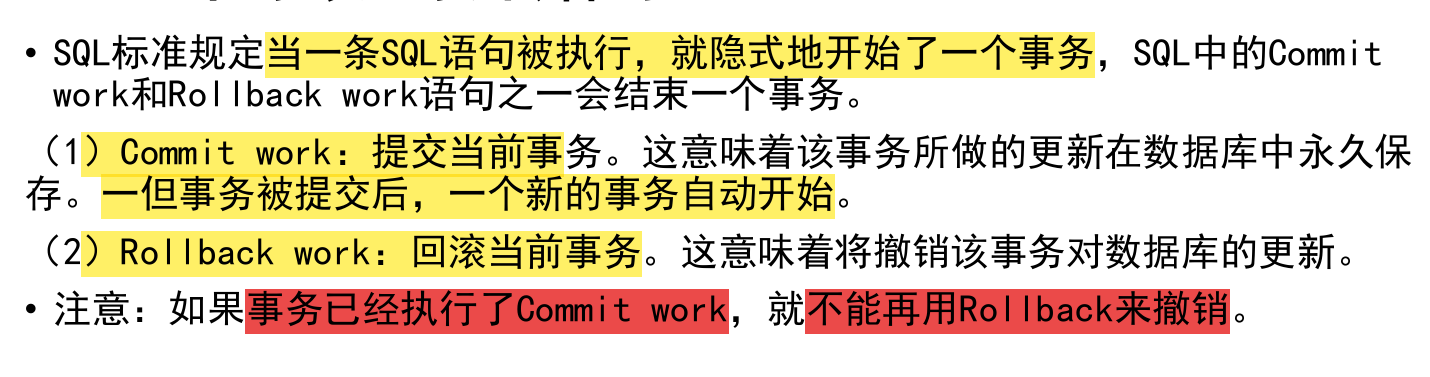 • SQL标准规定当一条SQL语句被执行，就隐式地开始了一个事务，SQL中的Commit
work和Rollback work语句之一会结束一个事务。
（1）Commit work：提交当前事务。这意味着该事务所做的更新在数据库中永久保
存。一但事务被提交后，一个新的事务自动开始。
（2）Rollback work：回滚当前事务。这意味着将撤销该事务对数据库的更新。
• 注意：如果事务已经执行了Commit work，就不能再用Rollback来撤销。